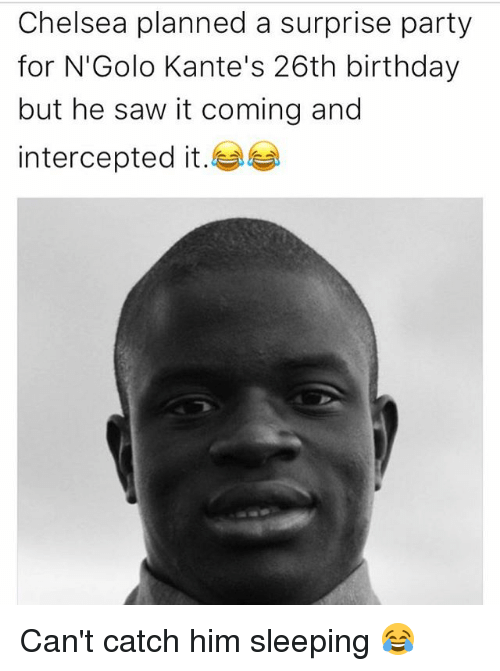 Chelsea planned a surprise party
for N'Golo Kante's 26th birthday
but he saw it coming and
intercepted it.😂😂
Can't catch him sleeping 😂